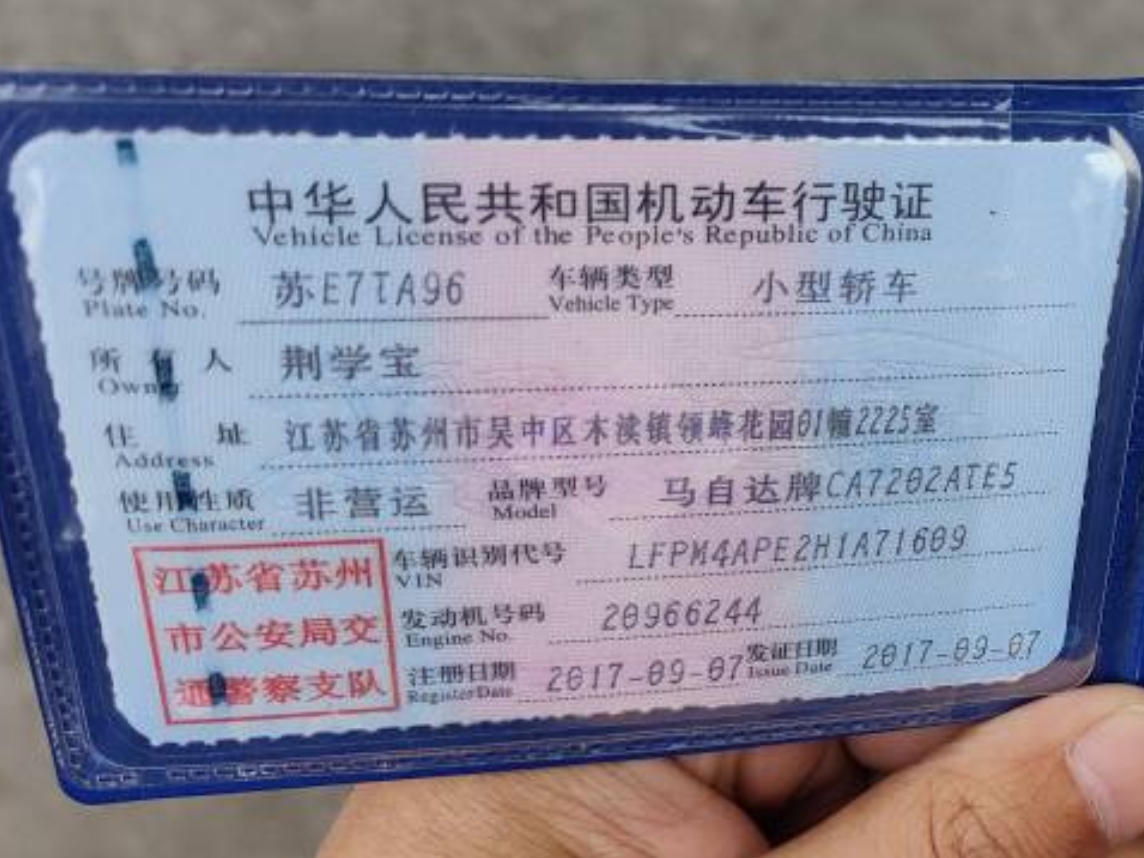 中华人民共和国机动车行驶证
Vehicle License of the People's Republic of China
号牌号码 苏E7TA96 车辆类型 小型轿车
Plate No. Vehicle Type
所有人 荆学宝
Owner
住址 江苏省苏州市吴中区木渎镇领峰花园01幢2225室
Address
使用性质 非营运 品牌型号 马自达牌CA7202ATE5
Use Character Model
江苏省苏州 车辆识别代号 LFPM4APE2H1A71609
VIN
市公安局交 发动机号码 20966244
Engine No.
通警察支队 注册日期 2017-09-07 发证日期 2017-09-07
Register Date Issue Date